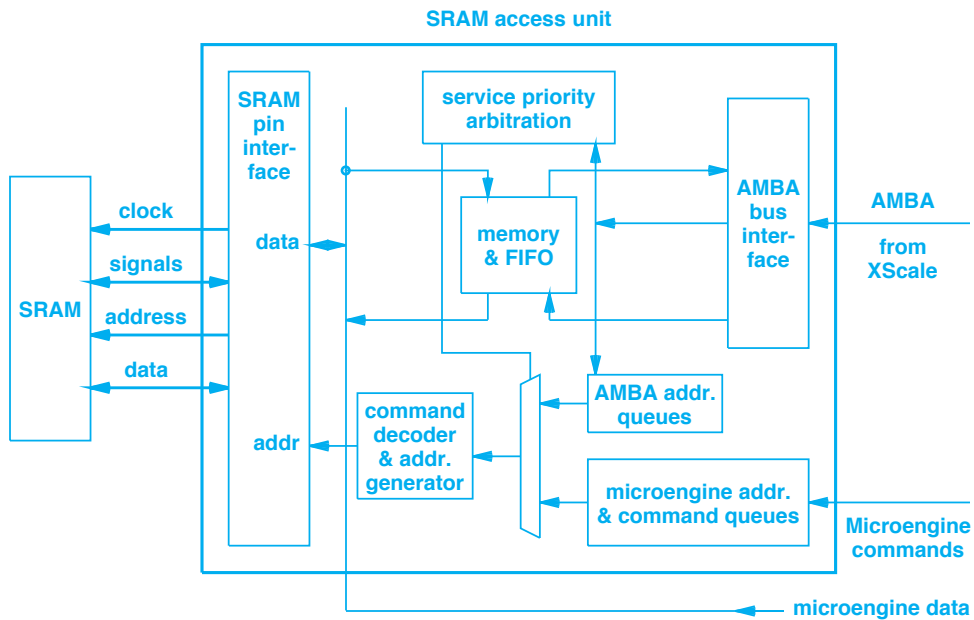 SRAM access unit
SRAM
pin
inter-
face
service priority
arbitration
AMBA
bus
inter-
face
clock
data
memory
& FIFO
AMBA
from
XScale
signals
SRAM
address
data
addr
command
decoder
& addr.
generator
AMBA addr.
queues
microengine addr.
& command queues
Microengine
commands
microengine data